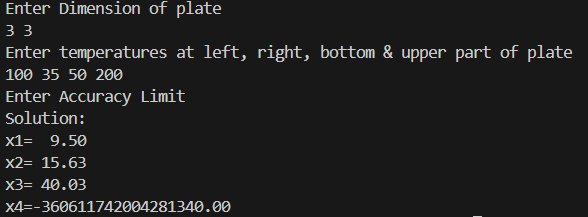 Enter Dimension of plate
3 3
Enter temperatures at left, right, bottom & upper part of plate
100 35 50 200
Enter Accuracy Limit
Solution:
x1=  9.50
x2= 15.63
x3= 40.03
x4=-360611742004281340.00